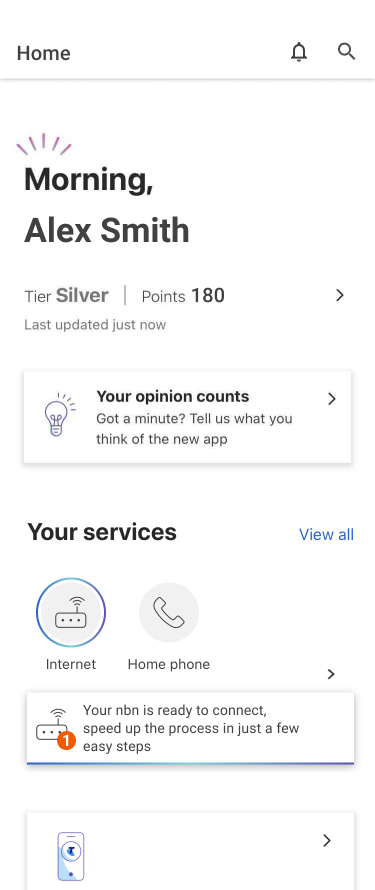 Home
Morning,
Alex Smith
Tier Silver Points 180
Last updated just now
Your opinion counts
Got a minute? Tell us what you
think of the new app
Your services
View all
Internet
Home phone
Your nbn is ready to connect,
speed up the process in just a few
easy steps
1